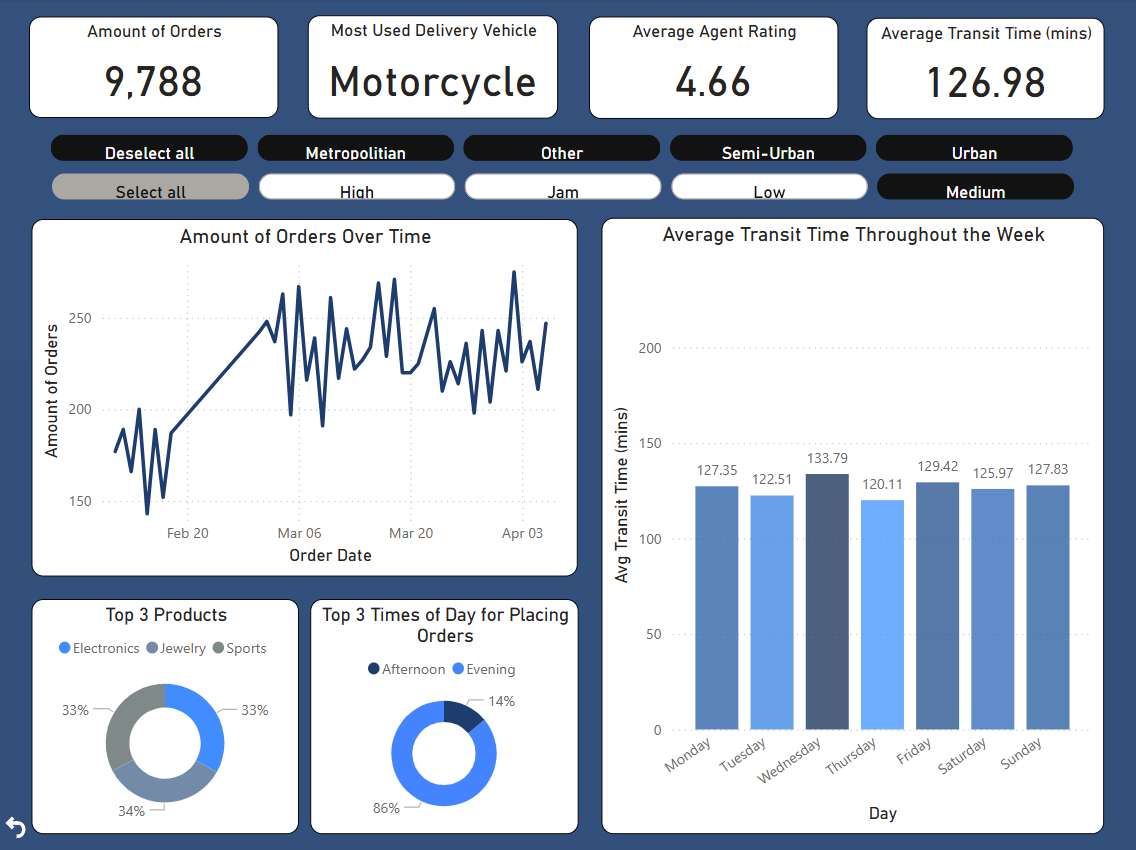 Amount of Orders
9,788
Most Used Delivery Vehicle
Motorcycle
Average Agent Rating
4.66
Average Transit Time (mins)
126.98
Deselect all
Metropolitian
Other
Semi-Urban
Urban
Select all
High
Jam
Low
Medium
Amount of Orders Over Time
Amount of Orders
250
200
150
Feb 20
Mar 06
Mar 20
Apr 03
Order Date
Average Transit Time Throughout the Week
Avg Transit Time (mins)
200
150
100
50
0
127.35
122.51
133.79
120.11
129.42
125.97
127.83
Monday
Tuesday
Wednesday
Thursday
Friday
Saturday
Sunday
Day
Top 3 Products
Electronics
Jewelry
Sports
33%
33%
34%
Top 3 Times of Day for Placing
Orders
Afternoon
Evening
14%
86%